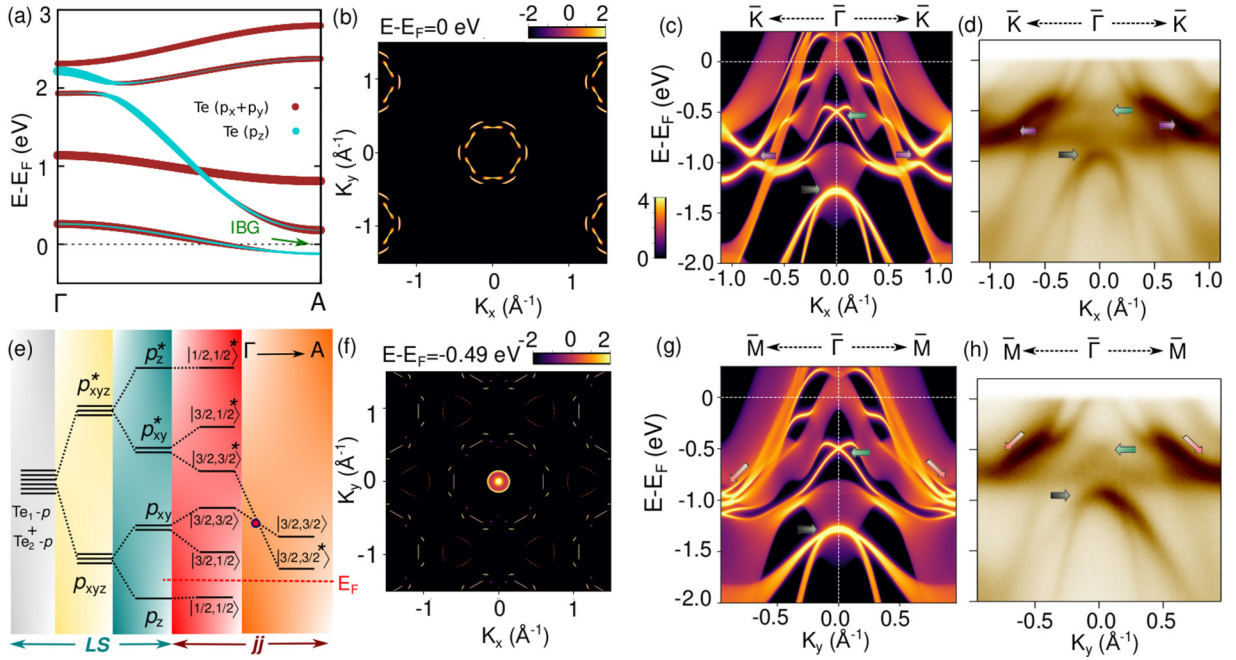 (a)
3
2
1
0
E-E_F (eV)
Te (p_x+p_y)
Te (p_z)
IBG
Γ
A
(b)
E-E_F=0 eV
-2 0 2
1
0
-1
K_y (Å⁻¹)
-1 0 1
K_x (Å⁻¹)
(c)
K̅ Γ̅ K̅
0
-0.5
-1.0
-1.5
-2.0
E-E_F (eV)
4
0
-1.0 -0.5 0.0 0.5 1.0
K_x (Å⁻¹)
(d)
K̅ Γ̅ K̅
-1.0 -0.5 0.0 0.5 1.0
K_x (Å⁻¹)
(e)
Te₁ -p
+
Te₂ -p
p*_xyz
p_xyz
p*_z
p*_xy
p_xy
p_z
|1/2,1/2⟩*
|3/2,1/2⟩*
|3/2,3/2⟩*
|3/2,3/2⟩
|3/2,1/2⟩
|1/2,1/2⟩
Γ → A
|3/2,3/2⟩
|3/2,3/2⟩*
E_F
LS
jj
(f)
E-E_F=-0.49 eV
-2 0 2
1
0
-1
K_y (Å⁻¹)
-1 0 1
K_x (Å⁻¹)
(g)
M̅ Γ̅ M̅
0
-0.5
-1.0
-1.5
-2.0
E-E_F (eV)
-0.5 0.0 0.5
K_y (Å⁻¹)
(h)
M̅ Γ̅ M̅
-0.5 0.0 0.5
K_y (Å⁻¹)